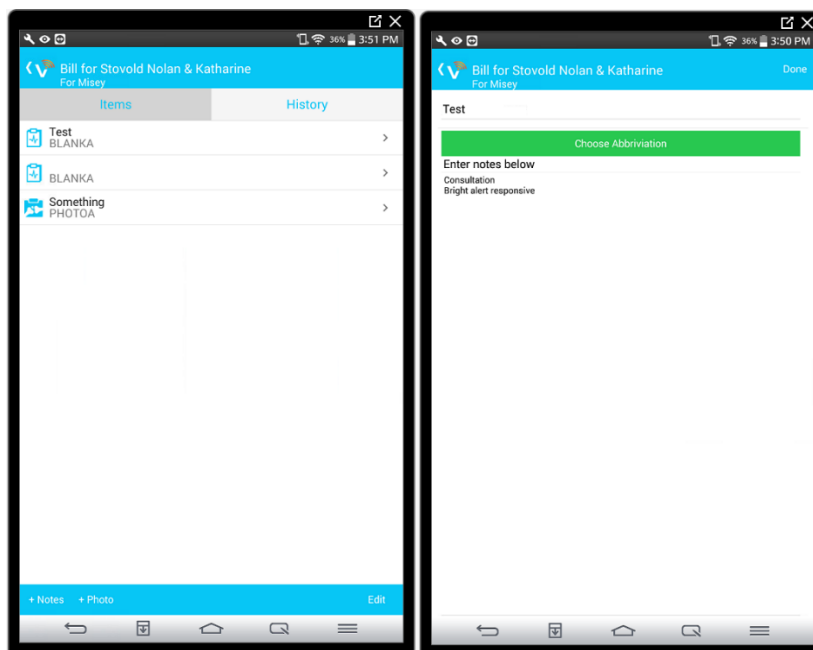 36% 3:51 PM
Bill for Stovold Nolan & Katharine
For Misey
Items History
Test
BLANKA
BLANKA
Something
PHOTOA
+ Notes + Photo Edit
36% 3:50 PM
Bill for Stovold Nolan & Katharine Done
For Misey
Test
Choose Abbriviation
Enter notes below
Consultation
Bright alert responsive